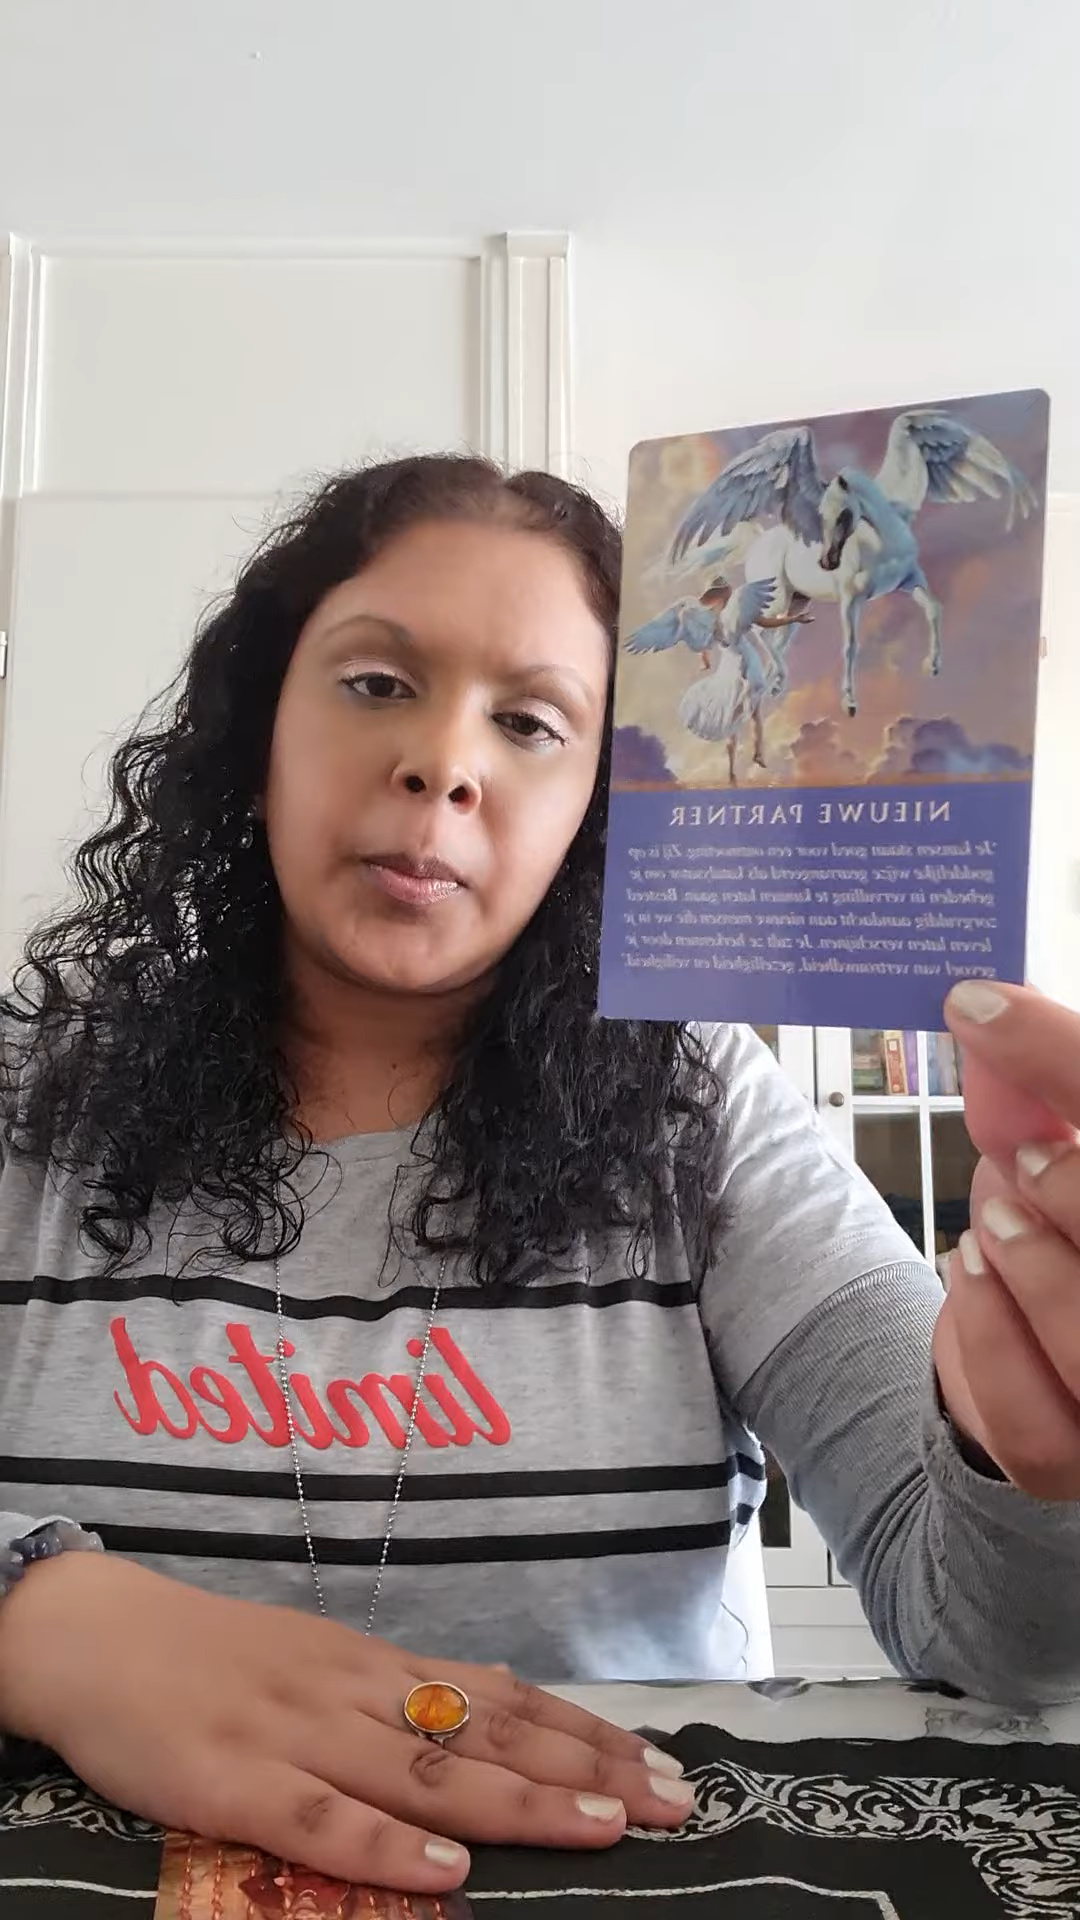 NIEUWE PARTNER
'Je kansen staan goed voor een ontmoeting. Zij is op
goddelijke wijze gearrangeerd als katalysator om je
gebeden in vervulling te kunnen laten gaan. Besteed
zorgvuldig aandacht aan nieuwe mensen die we in je
leven laten verschijnen. Je zult ze herkennen door je
gevoel van vertrouwdheid, gezelligheid en veiligheid.'
limited